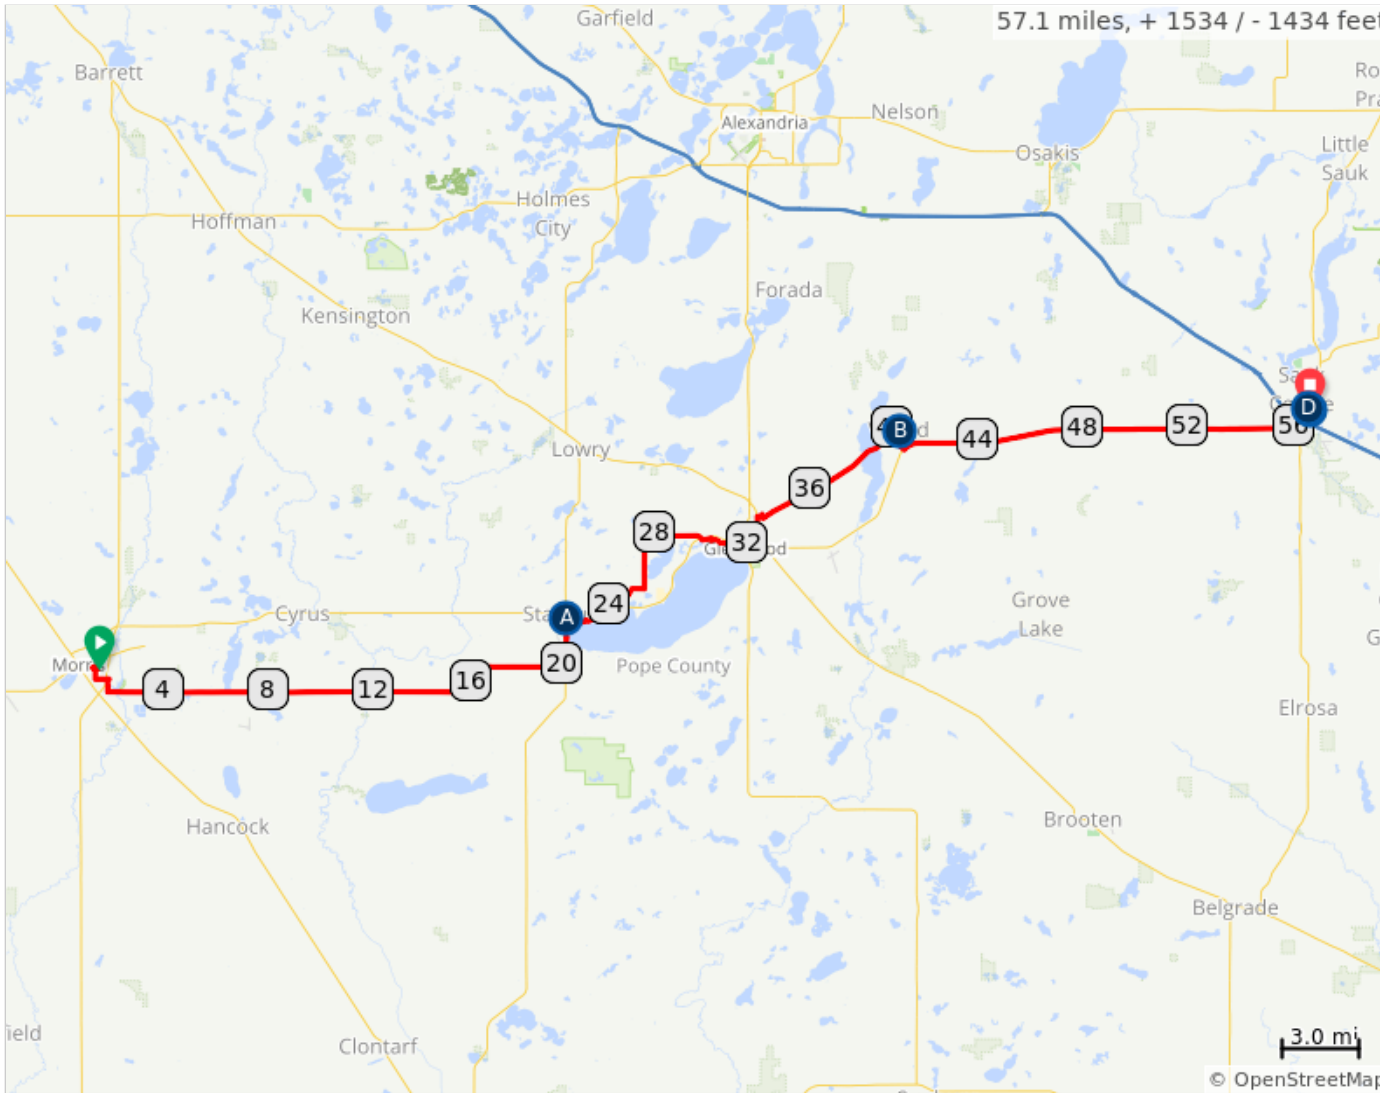 Garfield
57.1 miles, + 1534 / - 1434 feet
Barrett
Nelson
Alexandria
Osakis
Little
Sauk
Holmes
City
Hoffman
Forada
Kensington
B
D
44
48
52
56
Lowry
36
28
32
24
A
Cyrus
Grove
Lake
20
Pope County
16
4
8
12
Elrosa
Hancock
Brooten
Belgrade
Clontarf
3.0 mi
© OpenStreetMap